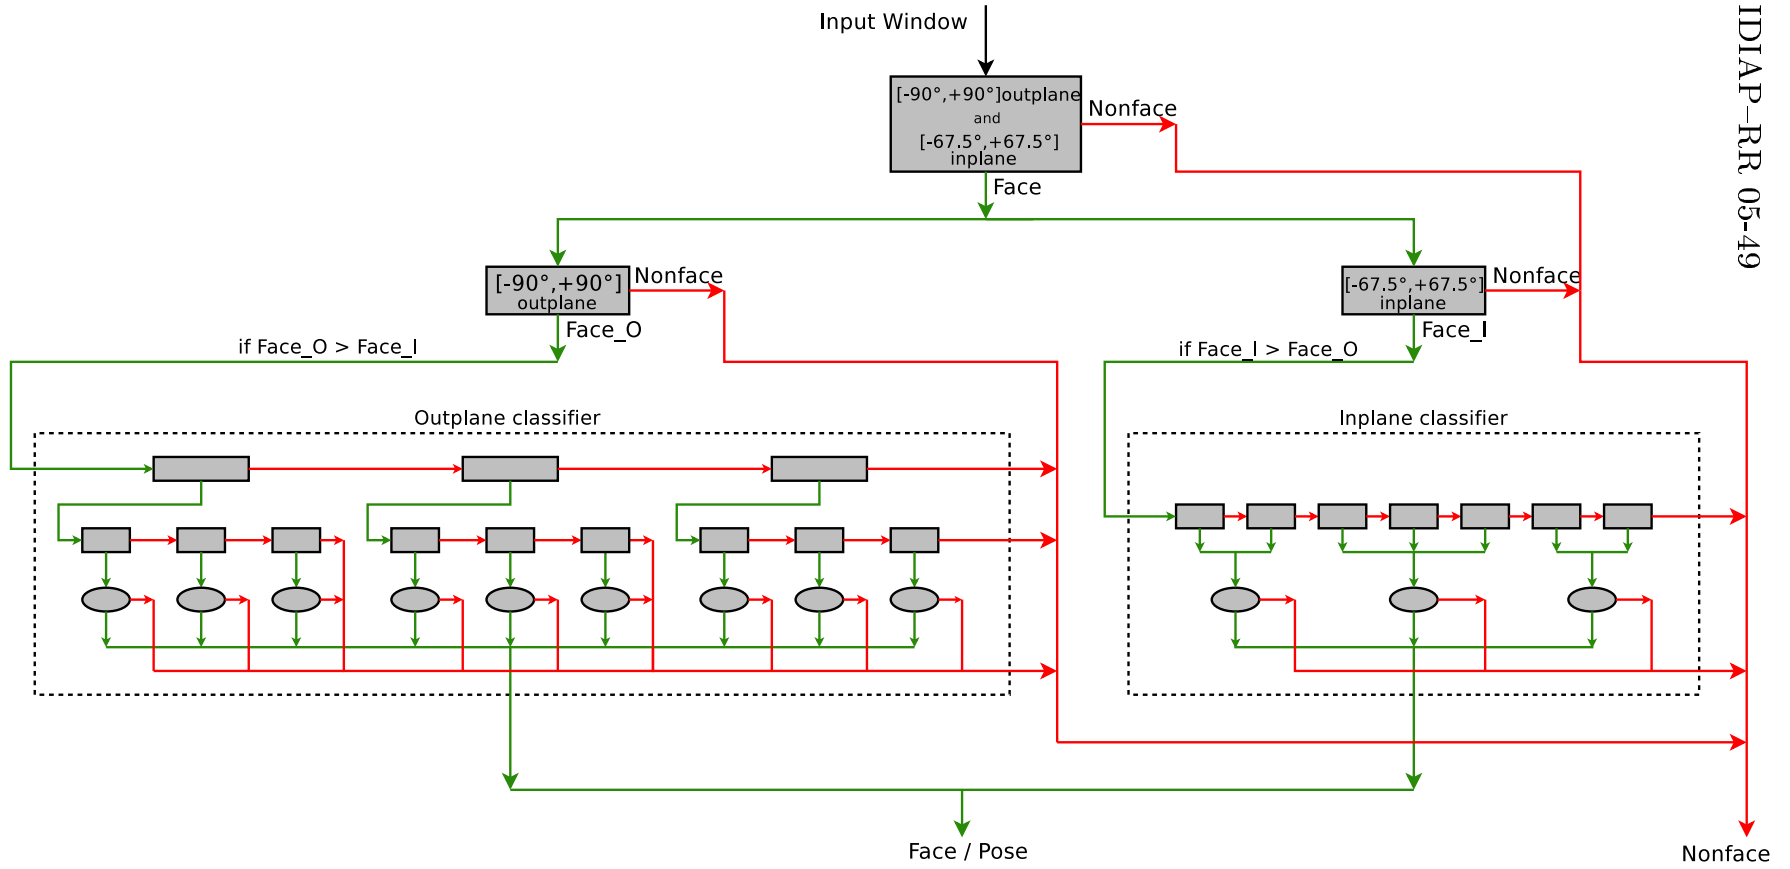 Input Window
IDIAP–RR 05-49
[-90°,+90°]outplane
and
[-67.5°,+67.5°]
inplane
Nonface
Face
[-90°,+90°]
outplane
Nonface
[-67.5°,+67.5°]
inplane
Nonface
Face_O
Face_I
if Face_O > Face_I
if Face_I > Face_O
Outplane classifier
Inplane classifier
Face / Pose
Nonface